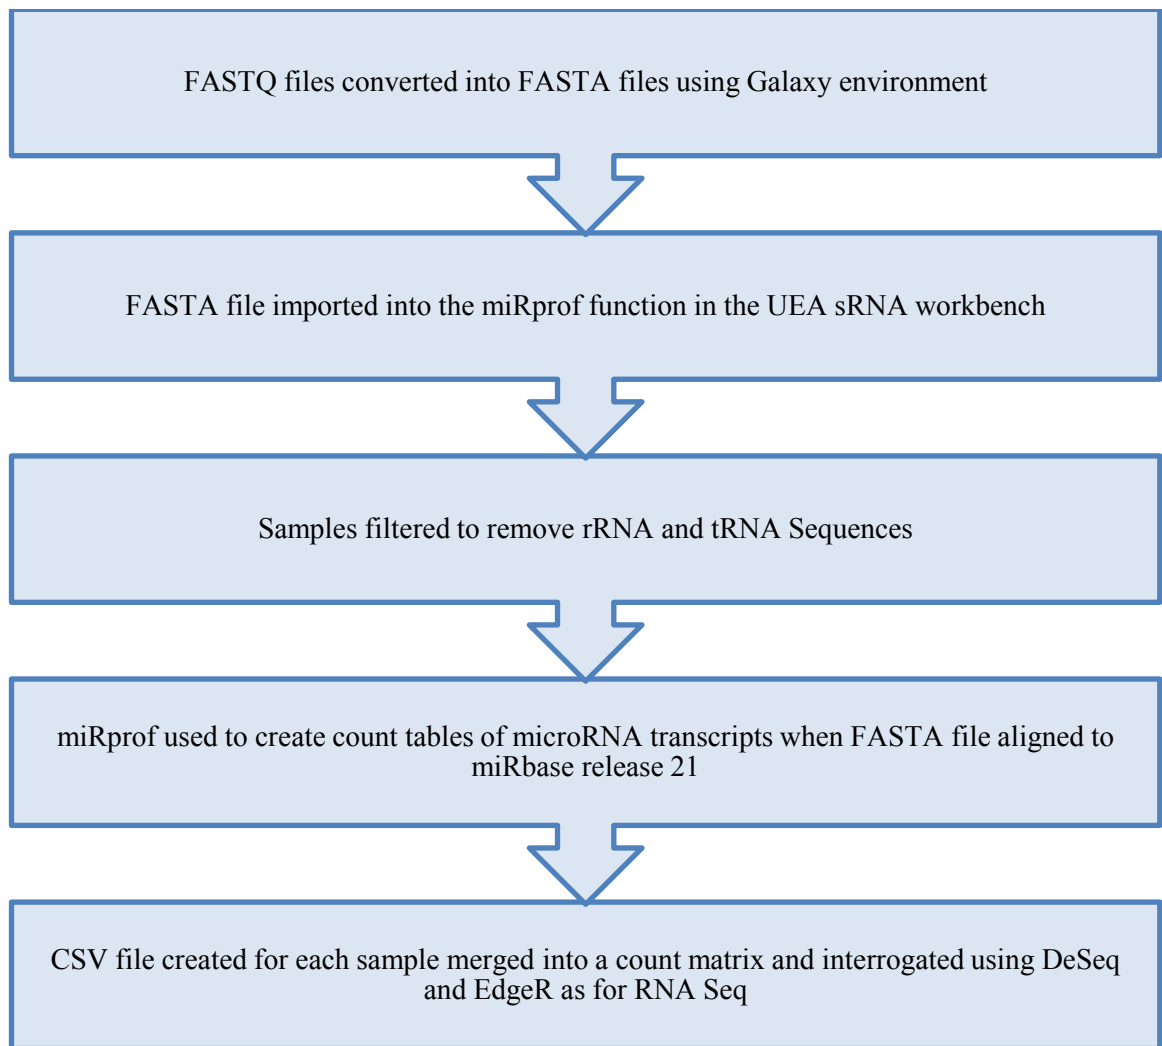 FASTQ files converted into FASTA files using Galaxy environment
FASTA file imported into the miRprof function in the UEA sRNA workbench
Samples filtered to remove rRNA and tRNA Sequences
miRprof used to create count tables of microRNA transcripts when FASTA file aligned to
miRbase release 21
CSV file created for each sample merged into a count matrix and interrogated using DeSeq
and EdgeR as for RNA Seq